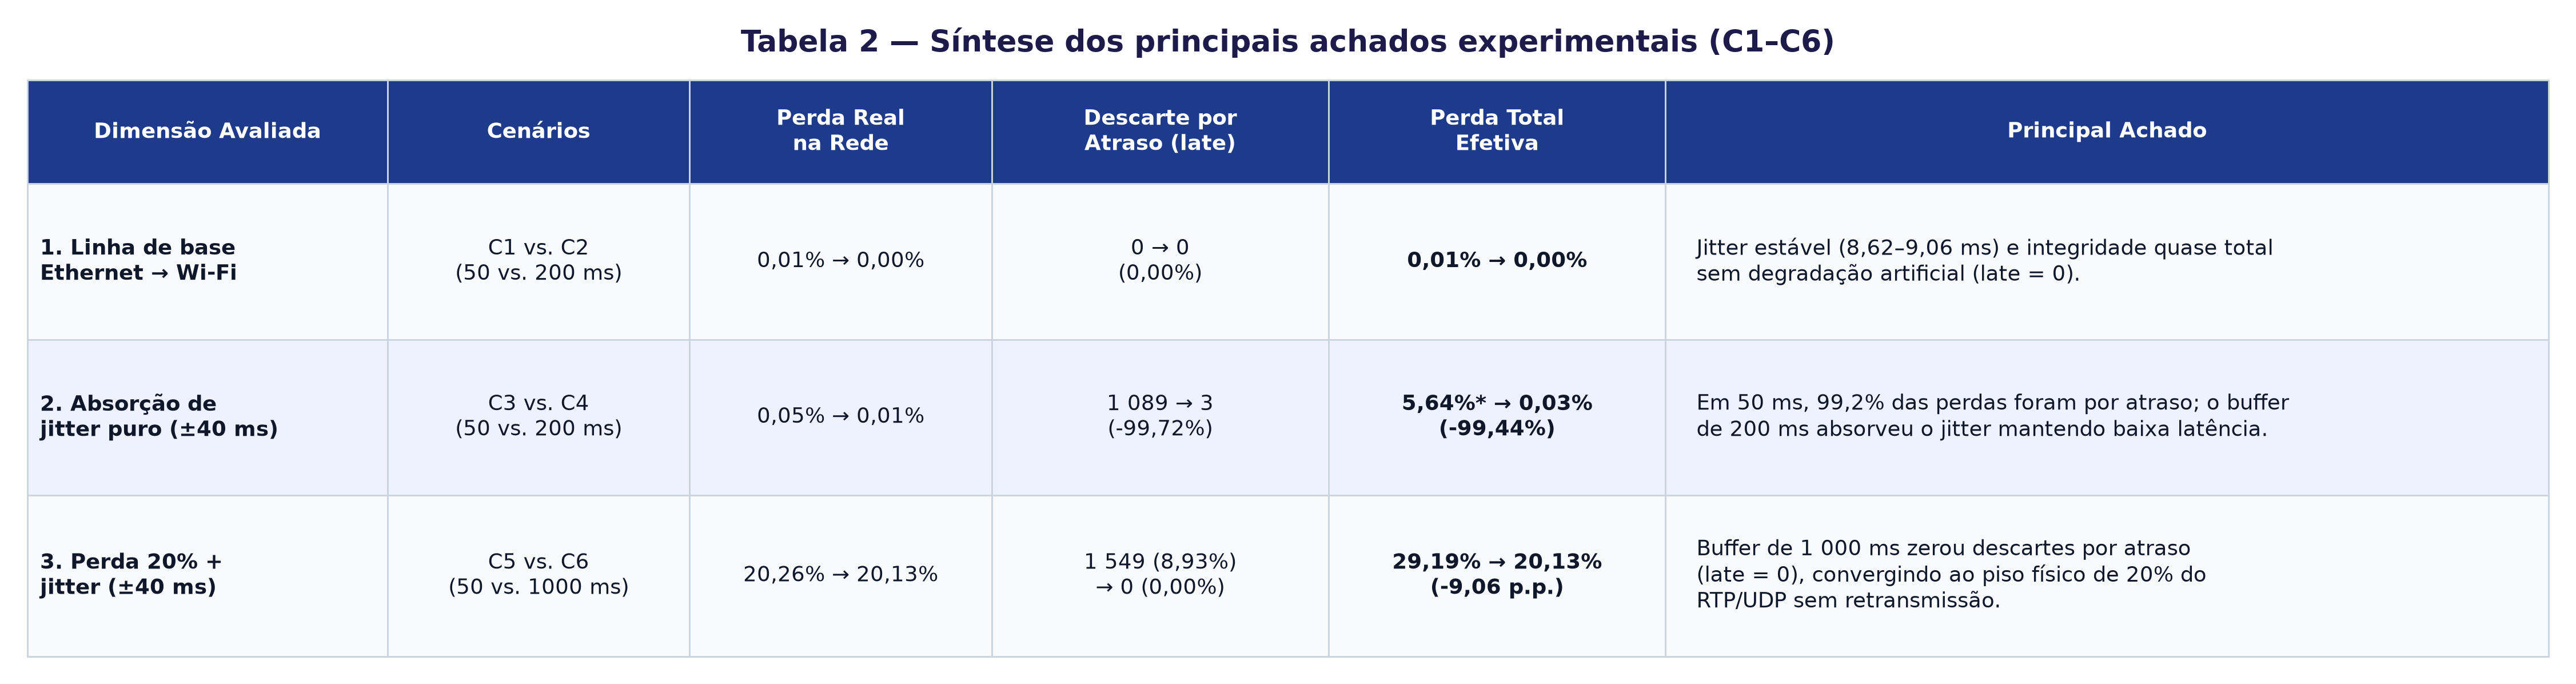 Tabela 2 — Síntese dos principais achados experimentais (C1–C6)
Dimensão Avaliada
Cenários
Perda Real
na Rede
Descarte por
Atraso (late)
Perda Total
Efetiva
Principal Achado
1. Linha de base
Ethernet → Wi-Fi
C1 vs. C2
(50 vs. 200 ms)
0,01% → 0,00%
0 → 0
(0,00%)
0,01% → 0,00%
Jitter estável (8,62–9,06 ms) e integridade quase total
sem degradação artificial (late = 0).
2. Absorção de
jitter puro (±40 ms)
C3 vs. C4
(50 vs. 200 ms)
0,05% → 0,01%
1 089 → 3
(-99,72%)
5,64%* → 0,03%
(-99,44%)
Em 50 ms, 99,2% das perdas foram por atraso; o buffer
de 200 ms absorveu o jitter mantendo baixa latência.
3. Perda 20% +
jitter (±40 ms)
C5 vs. C6
(50 vs. 1000 ms)
20,26% → 20,13%
1 549 (8,93%)
→ 0 (0,00%)
29,19% → 20,13%
(-9,06 p.p.)
Buffer de 1 000 ms zerou descartes por atraso
(late = 0), convergindo ao piso físico de 20% do
RTP/UDP sem retransmissão.